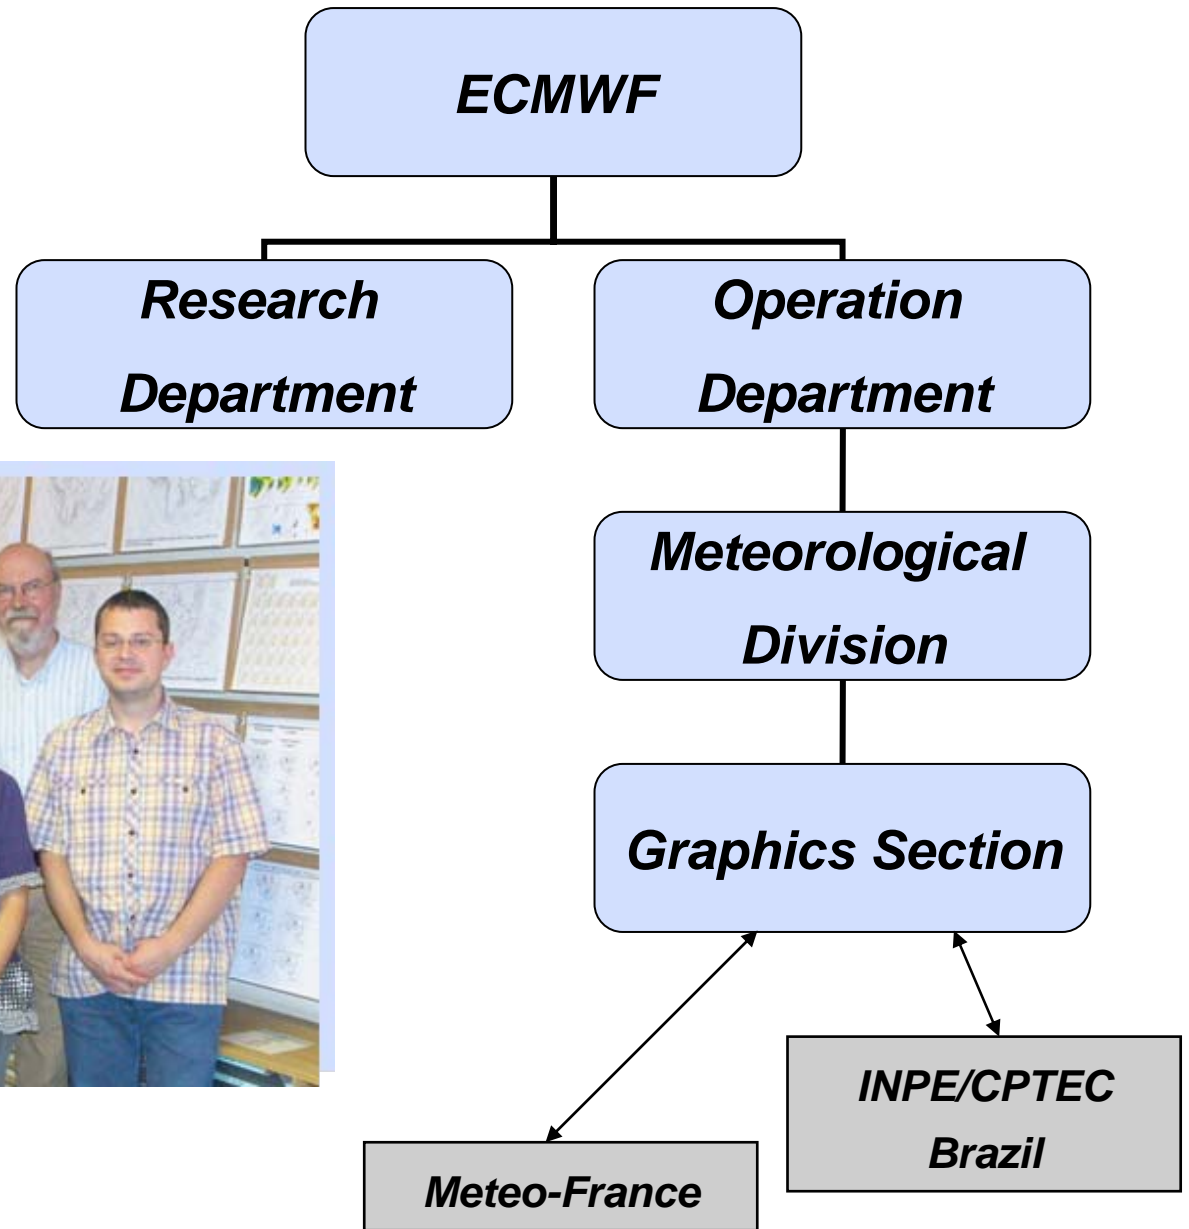 ECMWF
Research
Department
Operation
Department
Meteorological
Division
Graphics Section
INPE/CPTEC
Brazil
Meteo-France